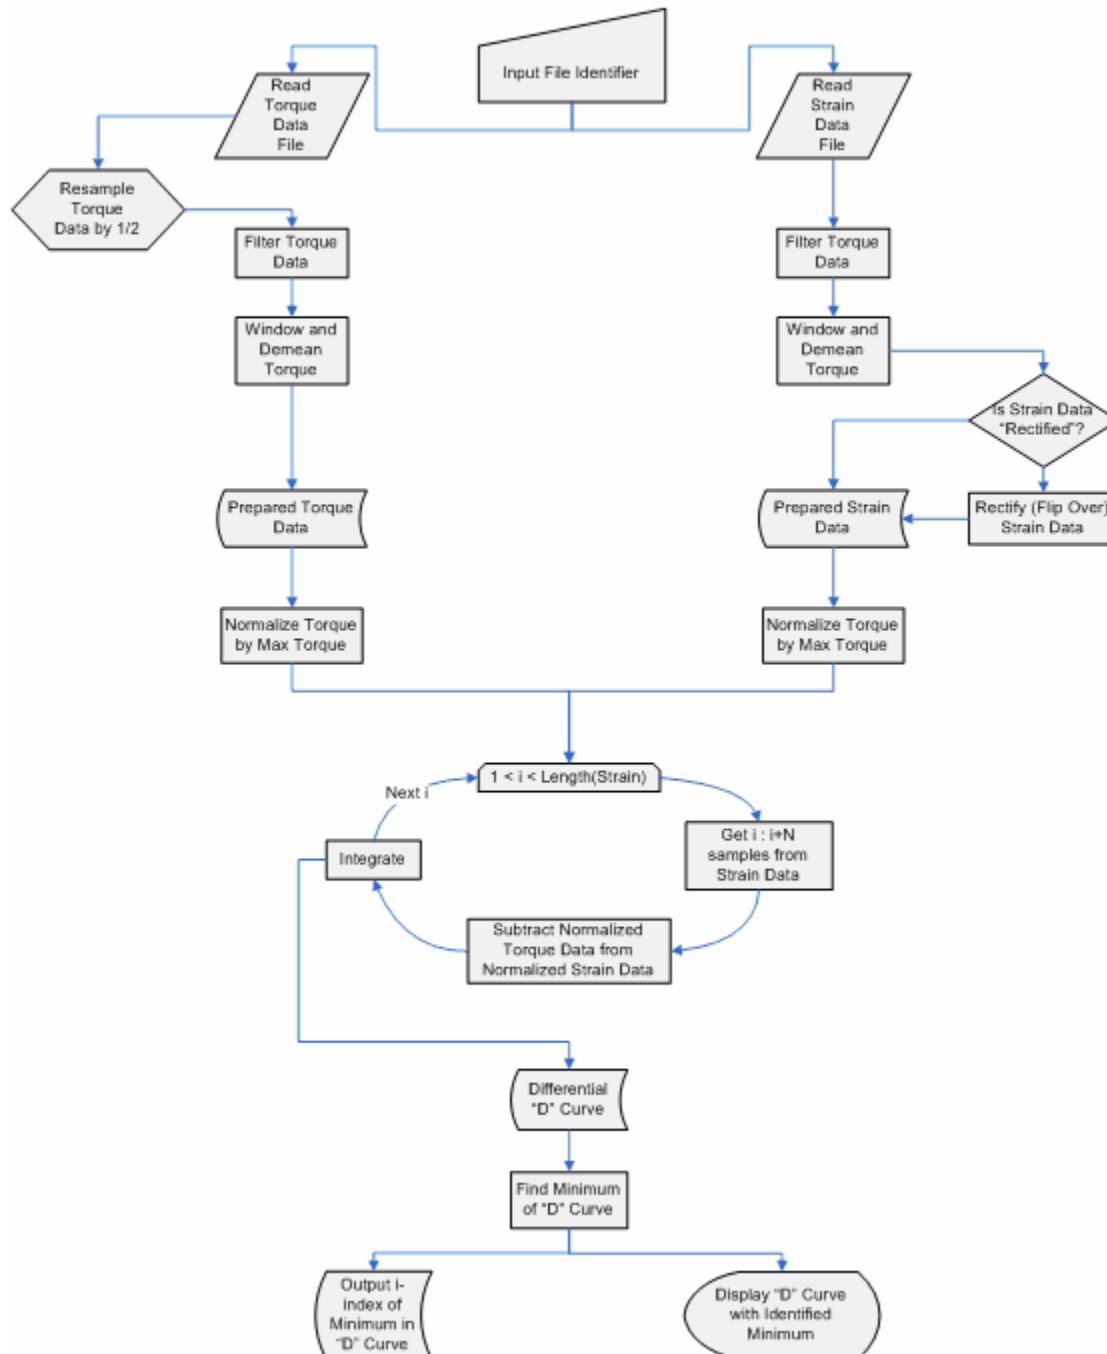 Input File Identifier
Read
Torque
Data
File
Read
Strain
Data
File
Resample
Torque
Data by 1/2
Filter Torque
Data
Filter Torque
Data
Window and
Demean
Torque
Window and
Demean
Torque
Is Strain Data
“Rectified”?
Prepared Torque
Data
Prepared Strain
Data
Rectify (Flip Over)
Strain Data
Normalize Torque
by Max Torque
Normalize Torque
by Max Torque
1 < i < Length(Strain)
Next i
Get i : i+N
samples from
Strain Data
Integrate
Subtract Normalized
Torque Data from
Normalized Strain Data
Differential
“D” Curve
Find Minimum
of “D” Curve
Output i-
index of
Minimum in
“D” Curve
Display “D” Curve
with Identified
Minimum